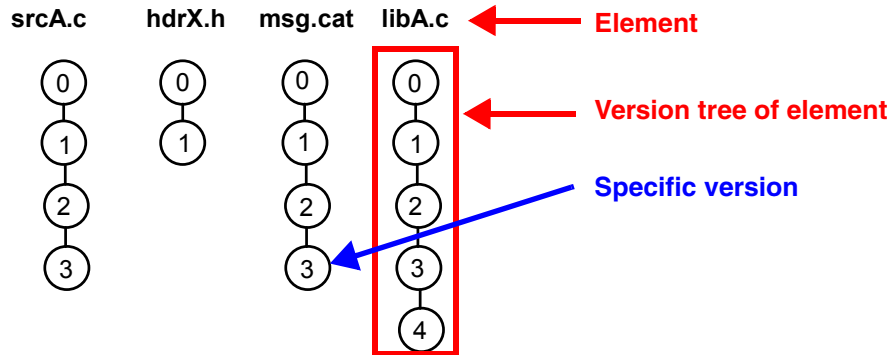 srcA.c hdrX.h msg.cat libA.c Element
0 0 0 0
Version tree of element
1 1 1 1
Specific version
2 2 2
3 3 3
4